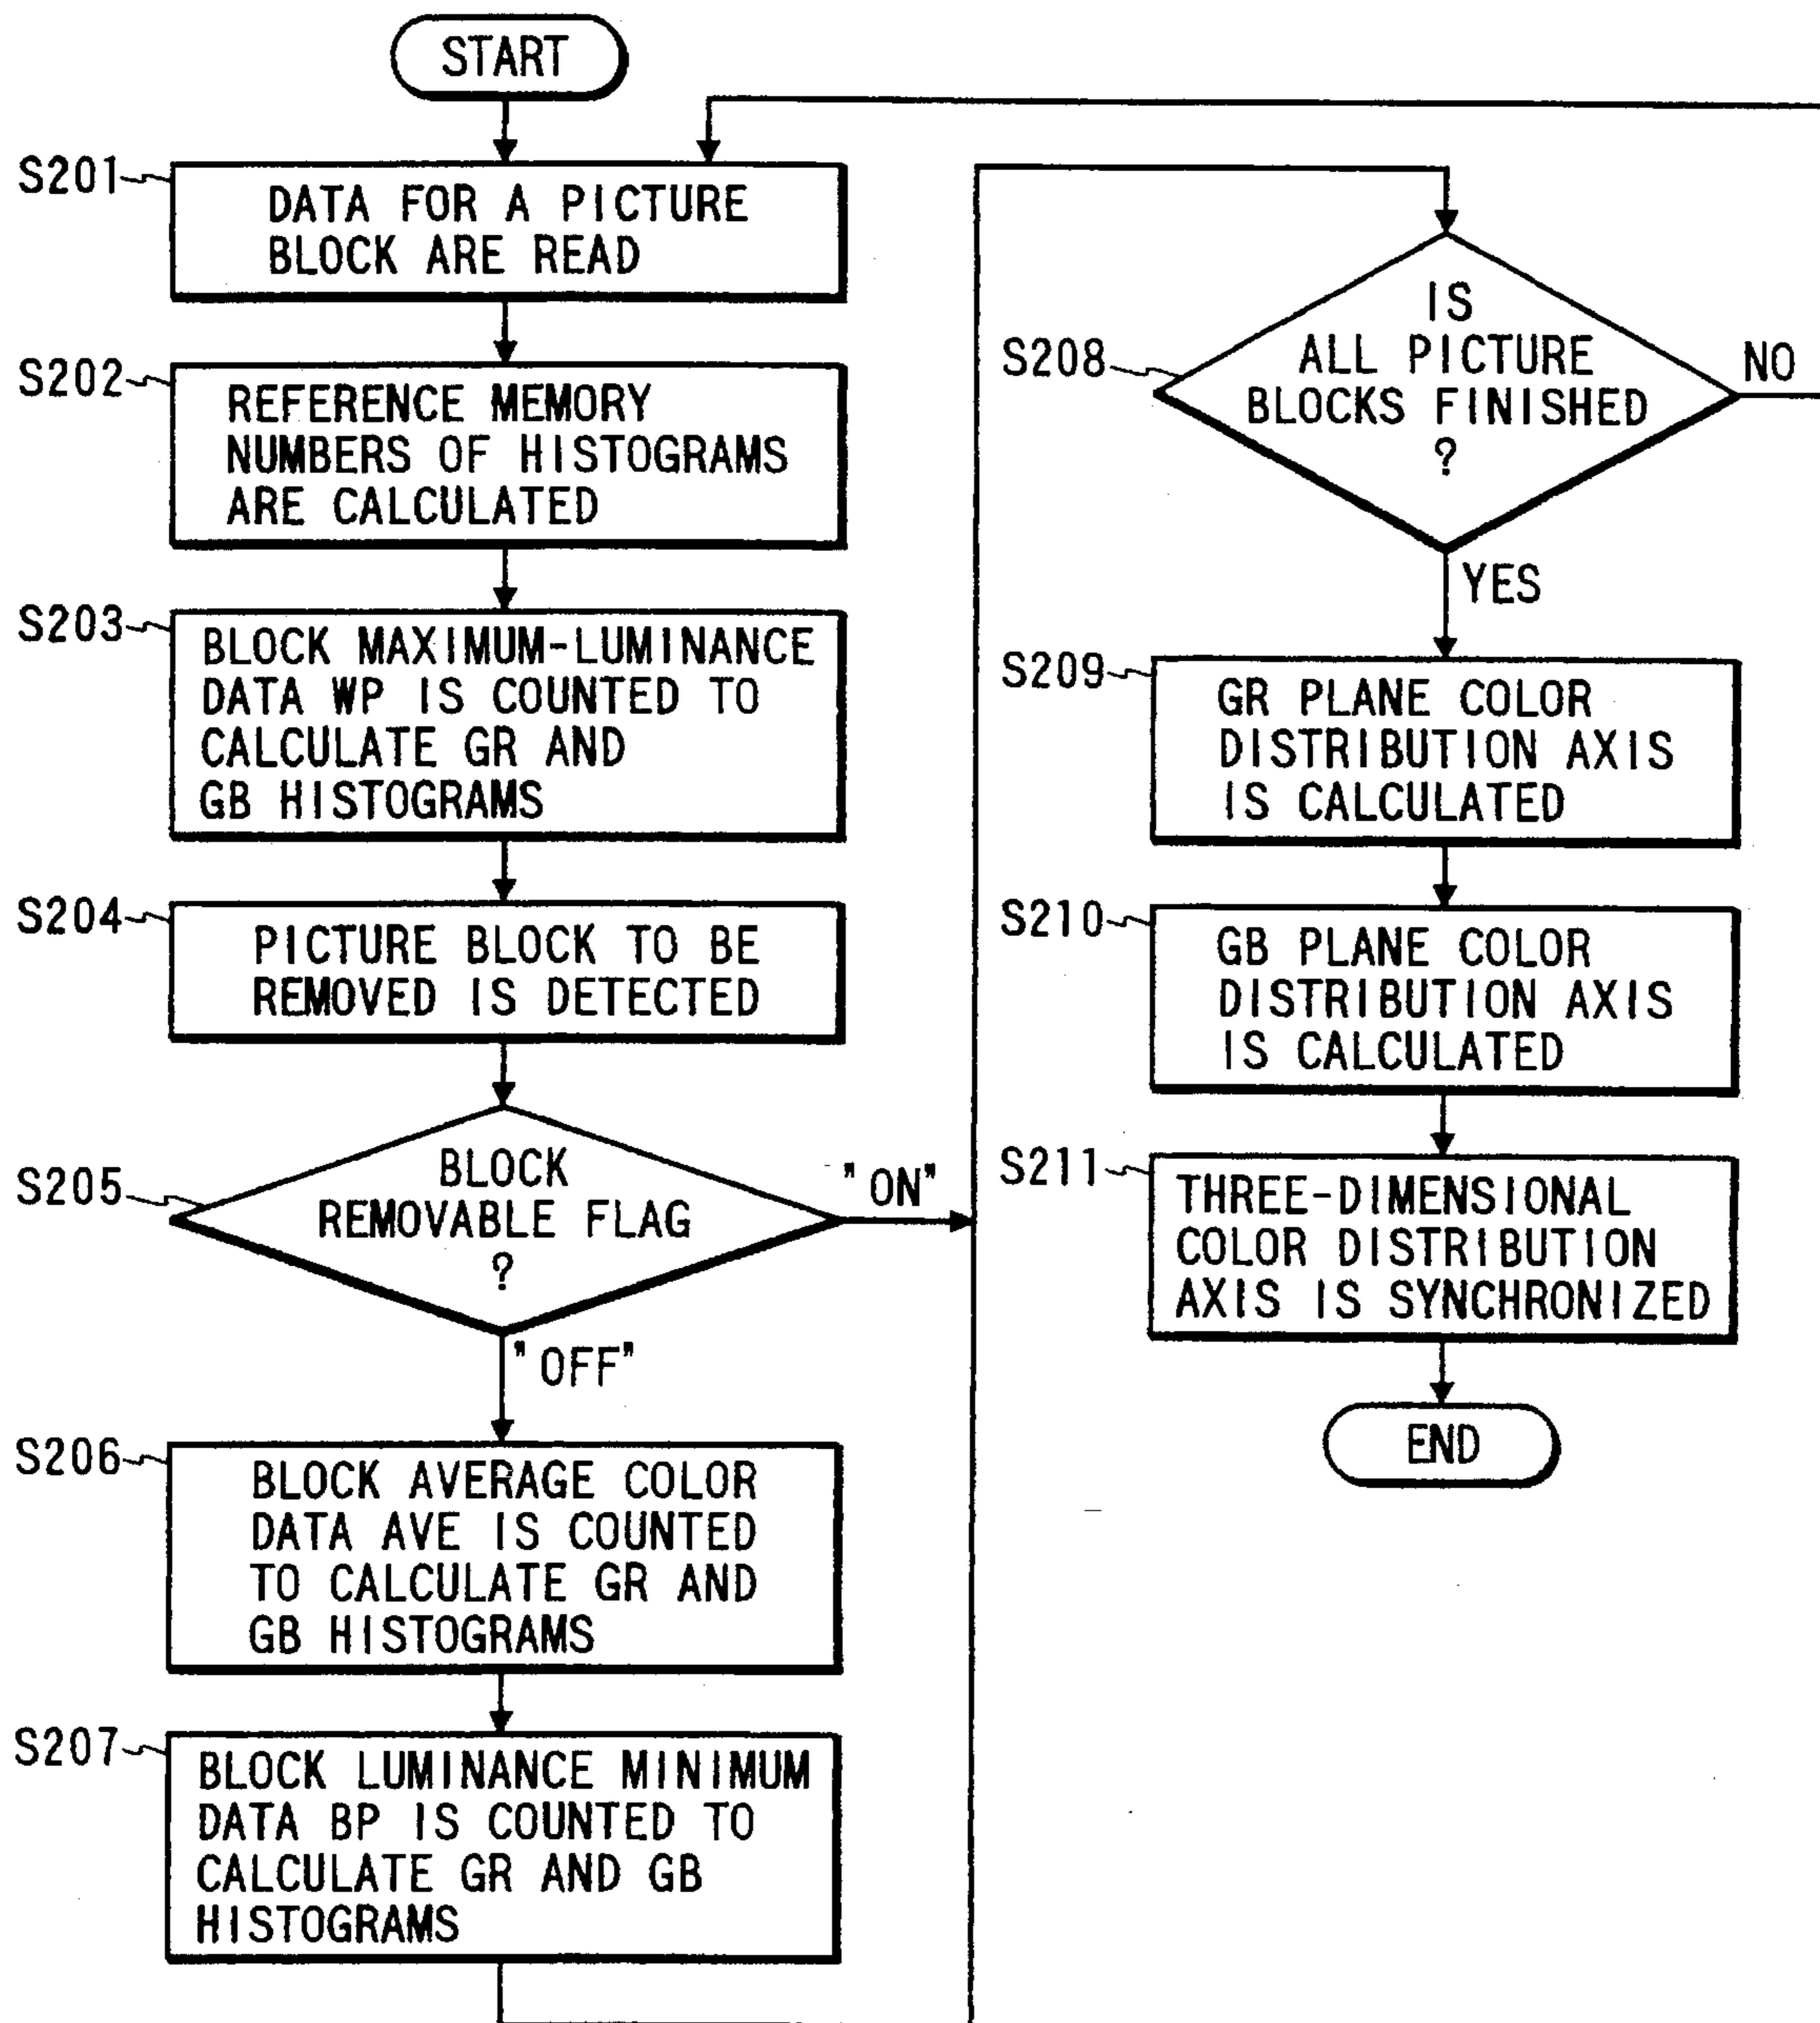 START
S201
DATA FOR A PICTURE
BLOCK ARE READ
S202
REFERENCE MEMORY
NUMBERS OF HISTOGRAMS
ARE CALCULATED
S203
BLOCK MAXIMUM-LUMINANCE
DATA WP IS COUNTED TO
CALCULATE GR AND
GB HISTOGRAMS
S204
PICTURE BLOCK TO BE
REMOVED IS DETECTED
S205
BLOCK
REMOVABLE FLAG
?
"ON"
"OFF"
S206
BLOCK AVERAGE COLOR
DATA AVE IS COUNTED
TO CALCULATE GR AND
GB HISTOGRAMS
S207
BLOCK LUMINANCE MINIMUM
DATA BP IS COUNTED TO
CALCULATE GR AND GB
HISTOGRAMS
S208
IS
ALL PICTURE
BLOCKS FINISHED
?
NO
YES
S209
GR PLANE COLOR
DISTRIBUTION AXIS
IS CALCULATED
S210
GB PLANE COLOR
DISTRIBUTION AXIS
IS CALCULATED
S211
THREE-DIMENSIONAL
COLOR DISTRIBUTION
AXIS IS SYNCHRONIZED
END